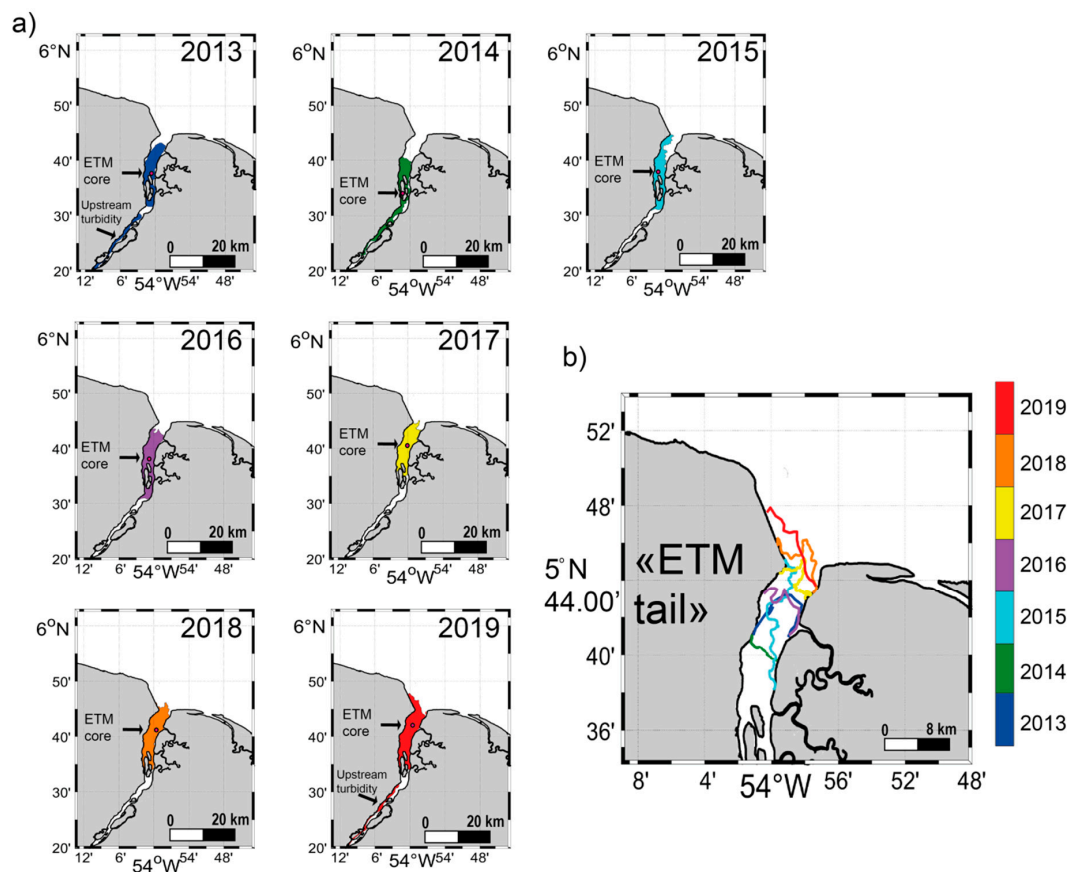 a)
6°N
2013
50'
40'
ETM
core
30'
Upstream
turbidity
0
20 km
20'
12'
6'
54°W
54'
48'
6°N
2014
50'
40'
ETM
core
30'
0
20 km
20'
12'
6'
54°W
54'
48'
6°N
2015
50'
40'
ETM
core
30'
0
20 km
20'
12'
6'
54°W
54'
48'
6°N
2016
50'
40'
ETM
core
30'
0
20 km
20'
12'
6'
54°W
54'
48'
6°N
2017
50'
40'
ETM
core
30'
0
20 km
20'
12'
6'
54°W
54'
48'
6°N
2018
50'
40'
ETM
core
30'
0
20 km
20'
12'
6'
54°W
54'
48'
6°N
2019
50'
40'
ETM
core
30'
Upstream
turbidity
0
20 km
20'
12'
6'
54°W
54'
48'
b)
52'
48'
5°N
44.00'
«ETM
tail»
40'
36'
0
8 km
8'
4'
54°W
56'
52'
48'
2019
2018
2017
2016
2015
2014
2013